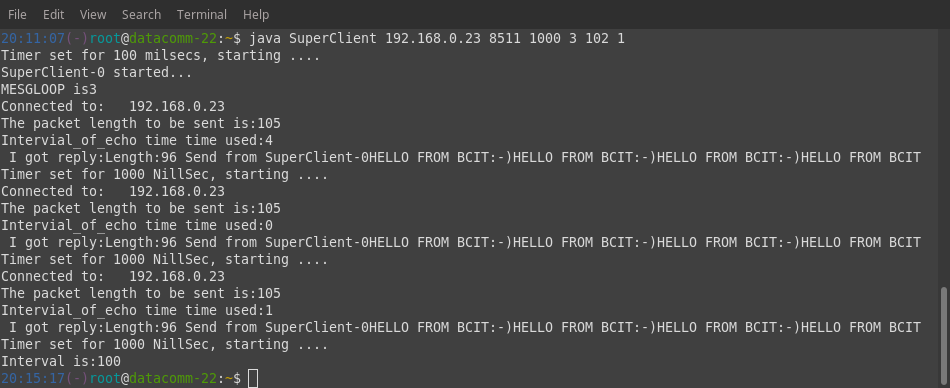 File Edit View Search Terminal Help
20:11:07(-)root@datacomm-22:~$ java SuperClient 192.168.0.23 8511 1000 3 102 1
Timer set for 100 milsecs, starting ....
SuperClient-0 started...
MESGLOOP is3
Connected to:   192.168.0.23
The packet length to be sent is:105
Intervial_of_echo time time used:4
 I got reply:Length:96 Send from SuperClient-0HELLO FROM BCIT:-)HELLO FROM BCIT:-)HELLO FROM BCIT:-)HELLO FROM BCIT
Timer set for 1000 NillSec, starting ....
Connected to:   192.168.0.23
The packet length to be sent is:105
Intervial_of_echo time time used:0
 I got reply:Length:96 Send from SuperClient-0HELLO FROM BCIT:-)HELLO FROM BCIT:-)HELLO FROM BCIT:-)HELLO FROM BCIT
Timer set for 1000 NillSec, starting ....
Connected to:   192.168.0.23
The packet length to be sent is:105
Intervial_of_echo time time used:1
 I got reply:Length:96 Send from SuperClient-0HELLO FROM BCIT:-)HELLO FROM BCIT:-)HELLO FROM BCIT:-)HELLO FROM BCIT
Timer set for 1000 NillSec, starting ....
Interval is:100
20:15:17(-)root@datacomm-22:~$